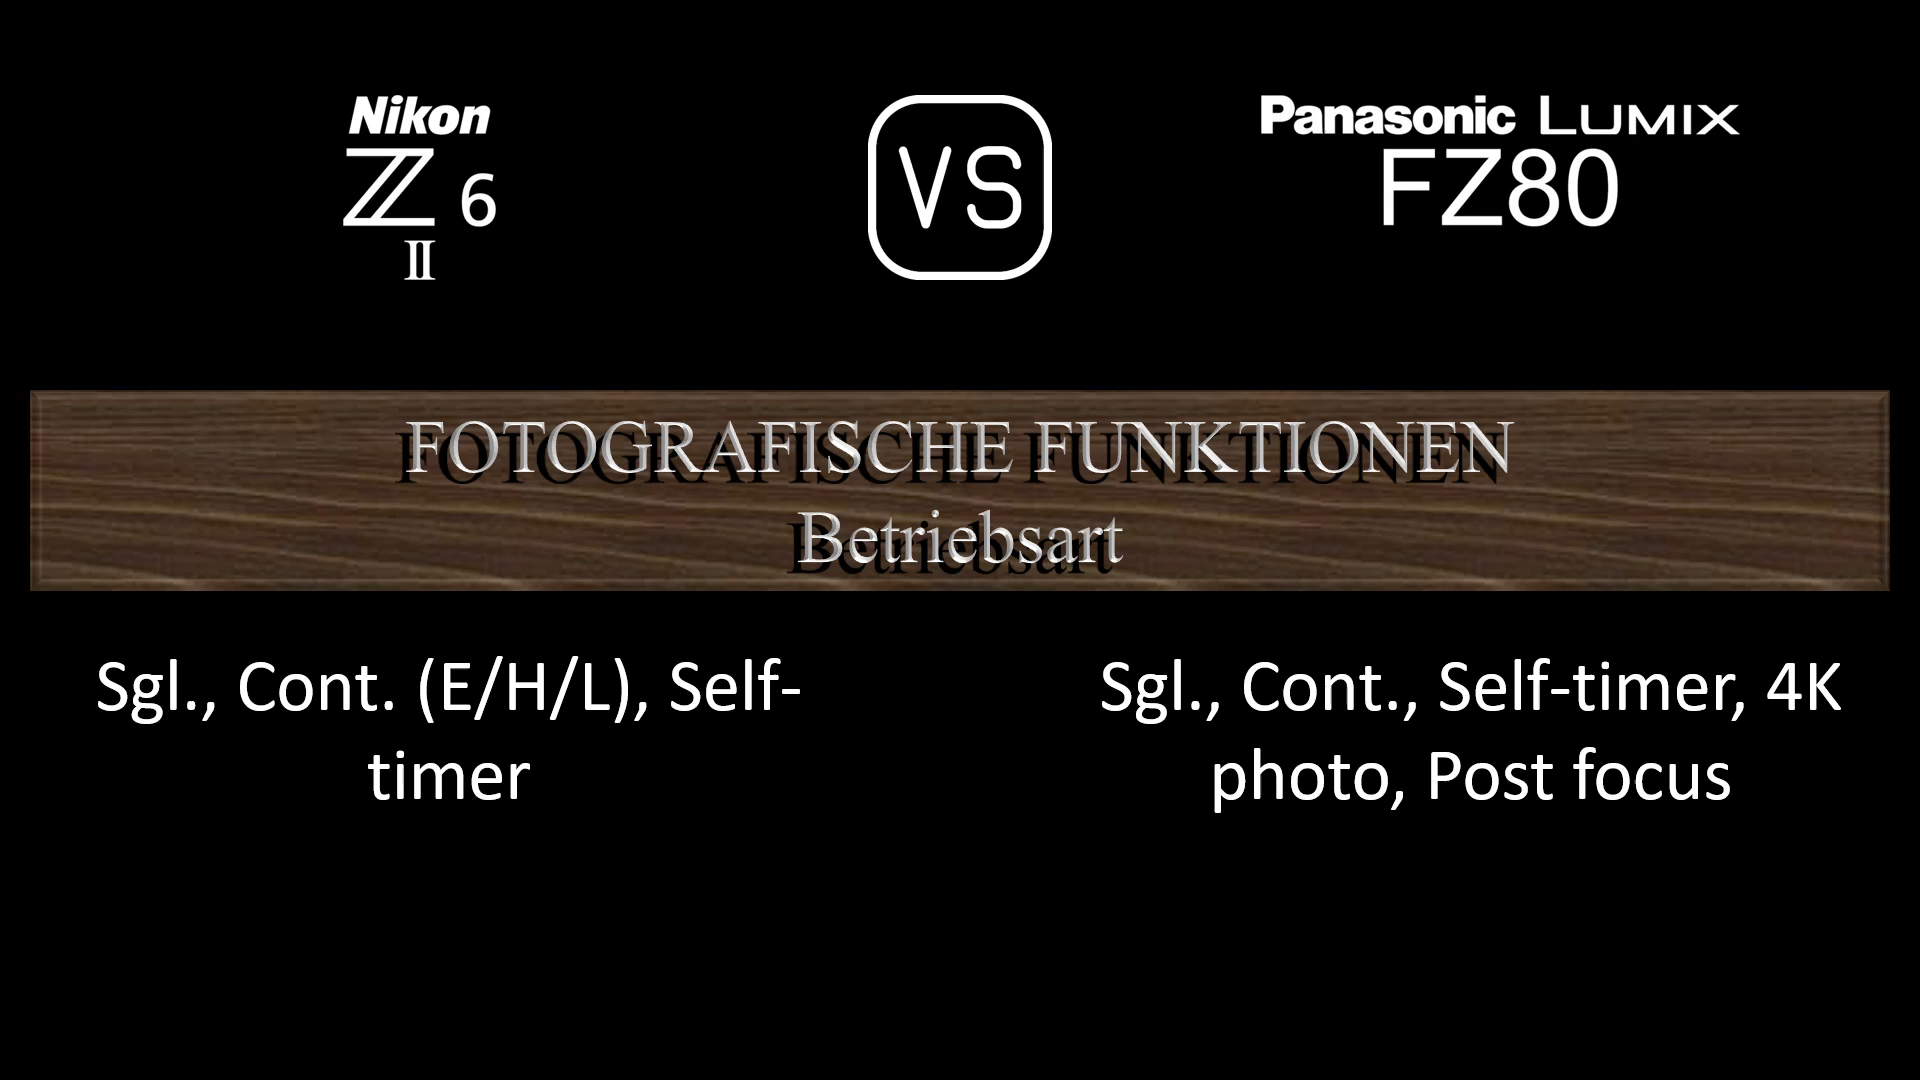 Nikon
Z 6
II
VS
Panasonic LUMIX
FZ80
FOTOGRAFISCHE FUNKTIONEN
Betriebsart
Sgl., Cont. (E/H/L), Self-
timer
Sgl., Cont., Self-timer, 4K
photo, Post focus